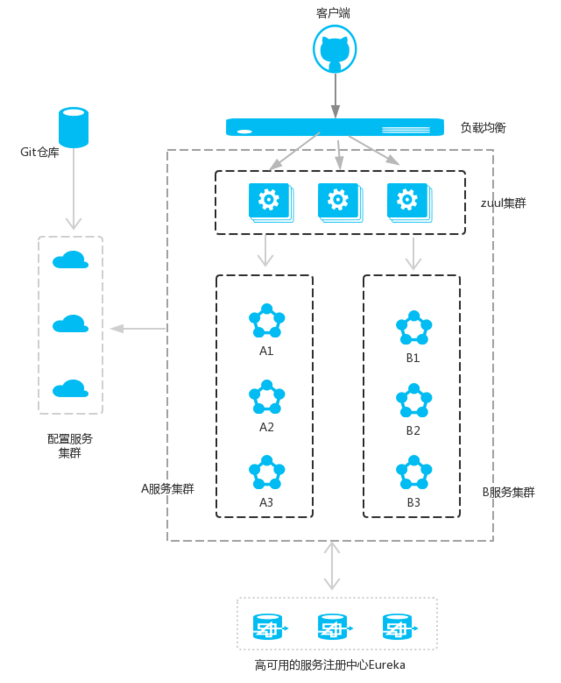 客户端
负载均衡
Git仓库
zuul集群
A1
B1
A2
B2
配置服务
集群
A服务集群
B服务集群
A3
B3
高可用的服务注册中心Eureka